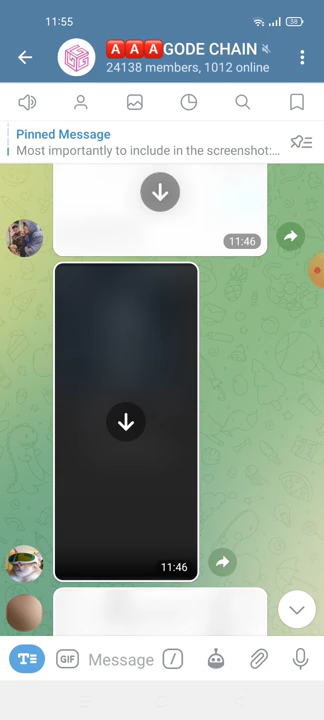 11:55
58
🅰🅰🅰GODE CHAIN
24138 members, 1012 online
Pinned Message
Most importantly to include in the screenshot:...
11:46
11:46
GIF Message /